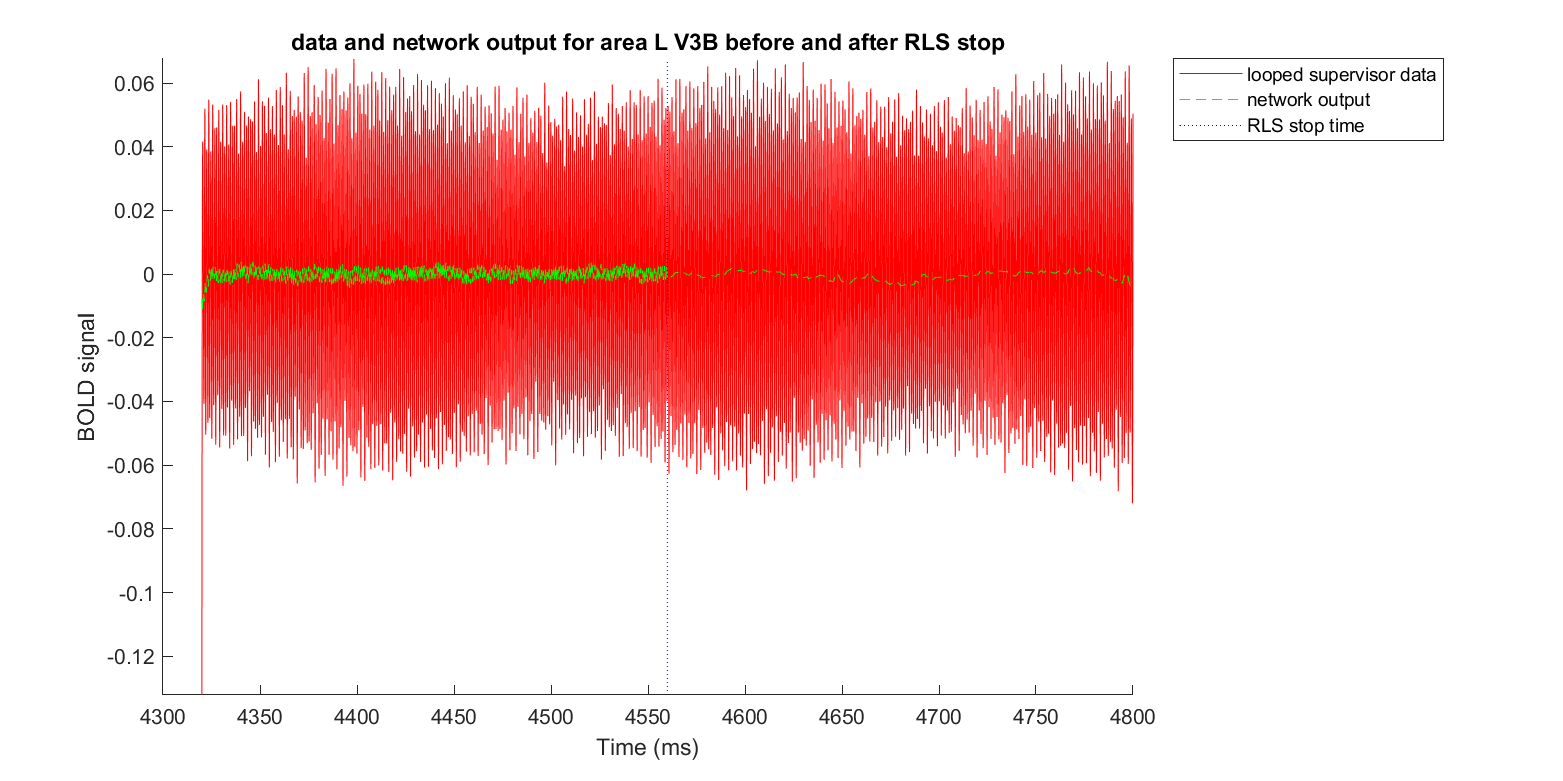 data and network output for area L V3B before and after RLS stop
looped supervisor data
network output
RLS stop time
BOLD signal
0.06
0.04
0.02
0
-0.02
-0.04
-0.06
-0.08
-0.1
-0.12
4300 4350 4400 4450 4500 4550 4600 4650 4700 4750 4800
Time (ms)